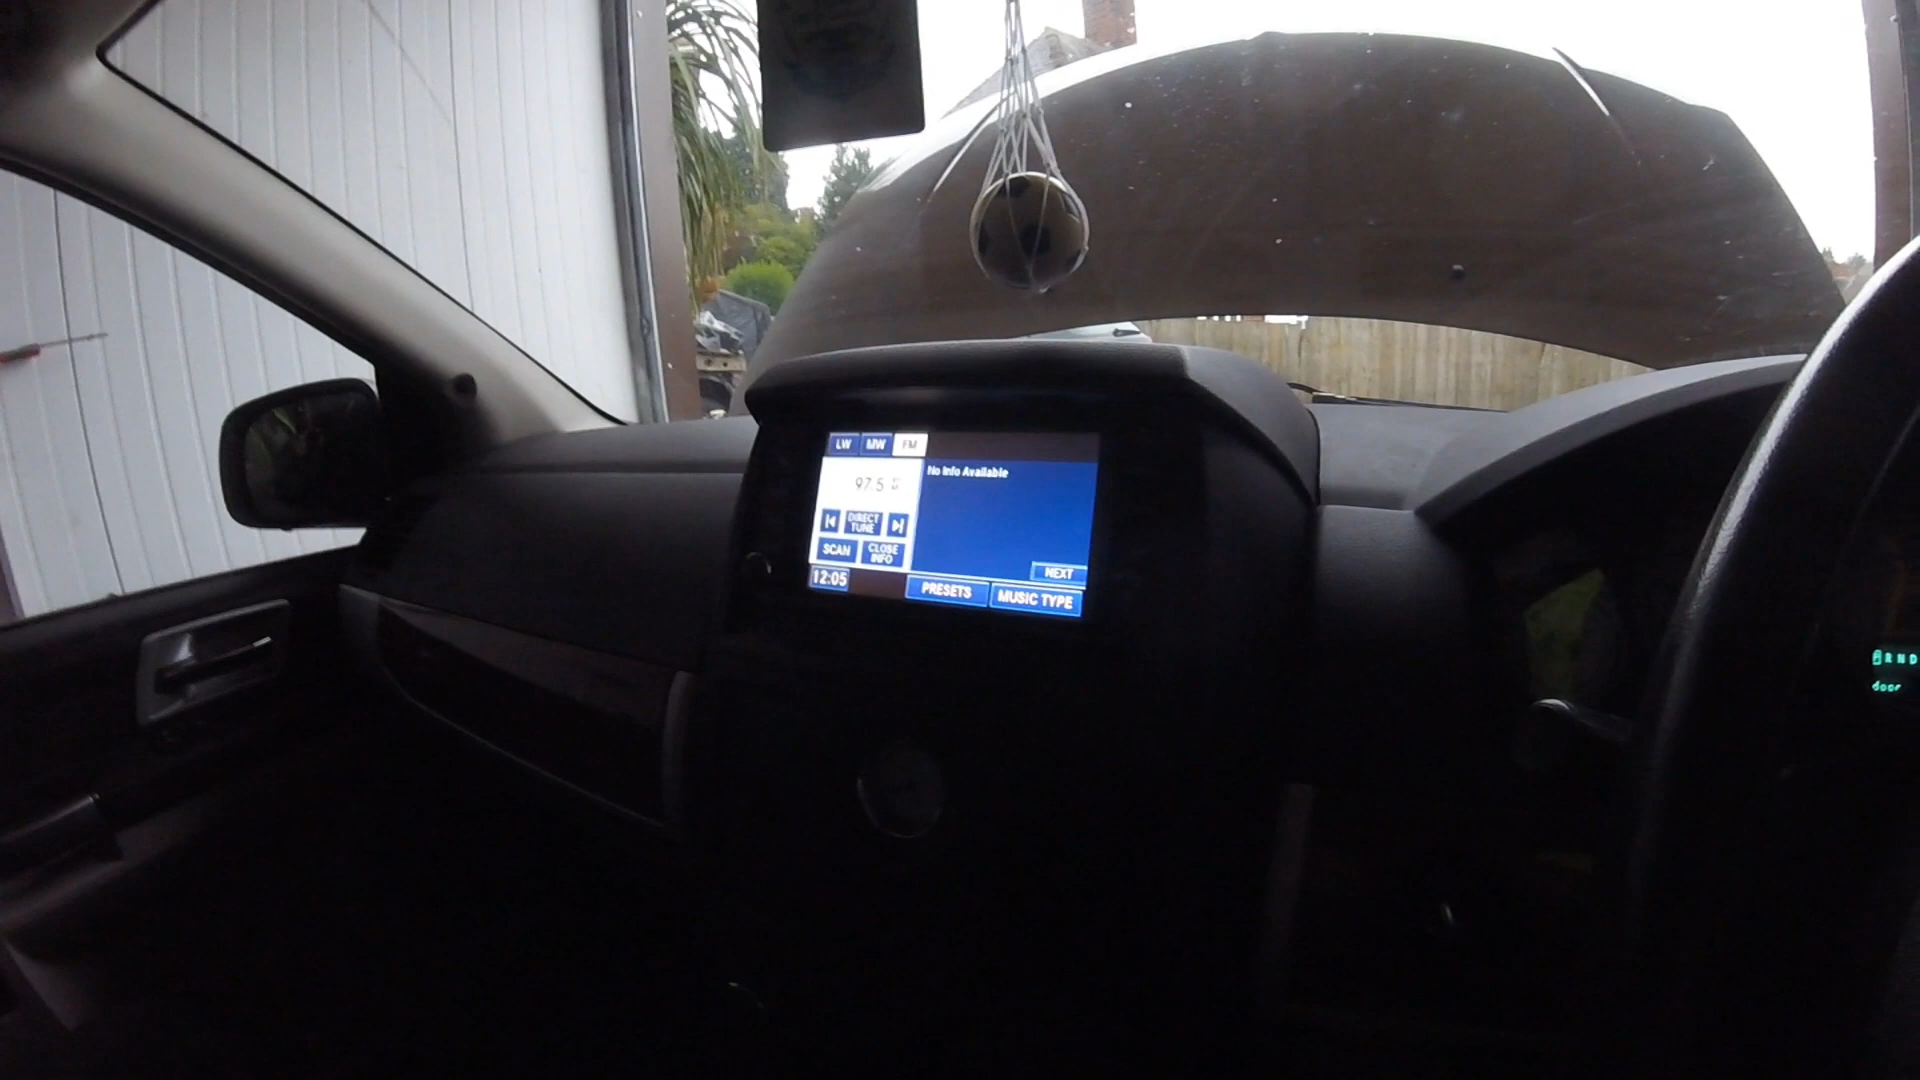 LW MW FM
No Info Available
97.5
DIRECT
TUNE
SCAN
CLOSE
INFO
NEXT
12:05
PRESETS
MUSIC TYPE
RND
door